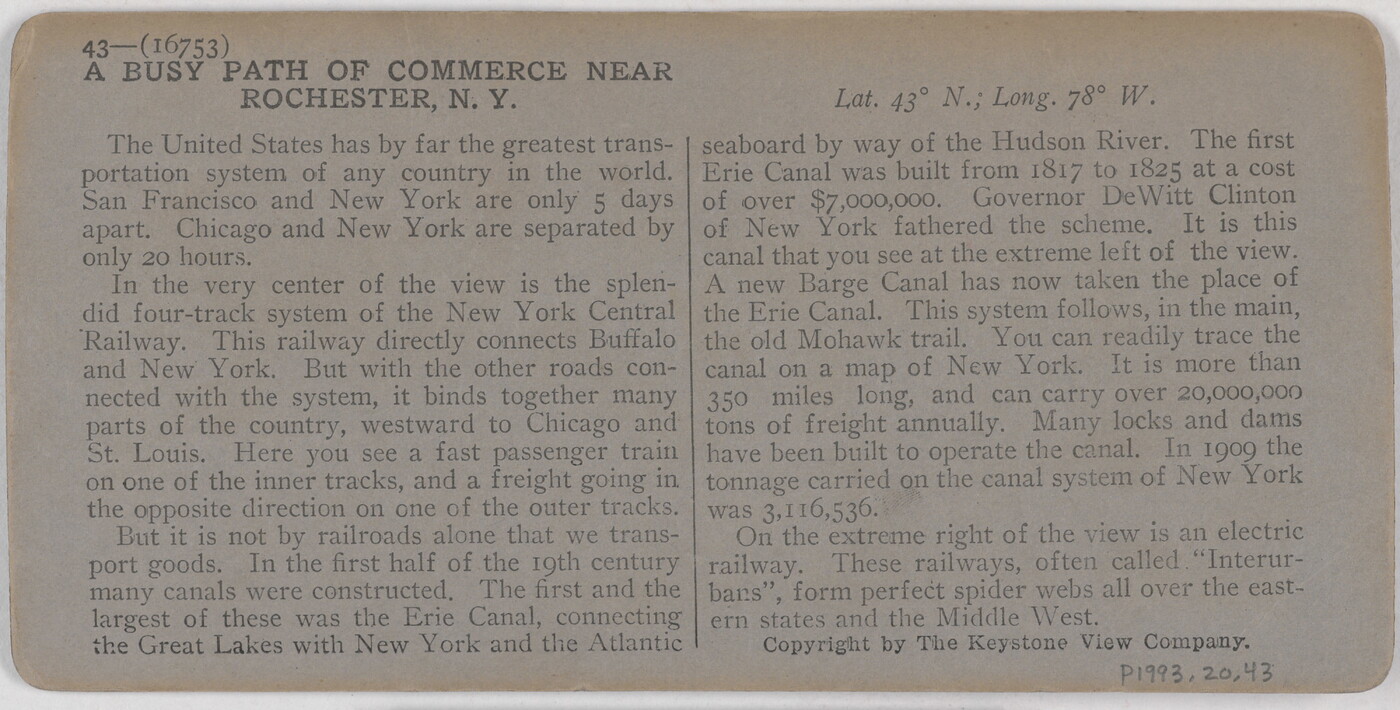 43—(16753)
A BUSY PATH OF COMMERCE NEAR
ROCHESTER, N. Y.
Lat. 43° N.; Long. 78° W.
The United States has by far the greatest trans-
portation system of any country in the world.
San Francisco and New York are only 5 days
apart. Chicago and New York are separated by
only 20 hours.
In the very center of the view is the splen-
did four-track system of the New York Central
Railway. This railway directly connects Buffalo
and New York. But with the other roads con-
nected with the system, it binds together many
parts of the country, westward to Chicago and
St. Louis. Here you see a fast passenger train
on one of the inner tracks, and a freight going in
the opposite direction on one of the outer tracks.
But it is not by railroads alone that we trans-
port goods. In the first half of the 19th century
many canals were constructed. The first and the
largest of these was the Erie Canal, connecting
the Great Lakes with New York and the Atlantic
seaboard by way of the Hudson River. The first
Erie Canal was built from 1817 to 1825 at a cost
of over $7,000,000. Governor DeWitt Clinton
of New York fathered the scheme. It is this
canal that you see at the extreme left of the view.
A new Barge Canal has now taken the place of
the Erie Canal. This system follows, in the main,
the old Mohawk trail. You can readily trace the
canal on a map of New York. It is more than
350 miles long, and can carry over 20,000,000
tons of freight annually. Many locks and dams
have been built to operate the canal. In 1909 the
tonnage carried on the canal system of New York
was 3,116,536.
On the extreme right of the view is an electric
railway. These railways, often called "Interur-
bans", form perfect spider webs all over the east-
ern states and the Middle West.
Copyright by The Keystone View Company.
P1993.20.43